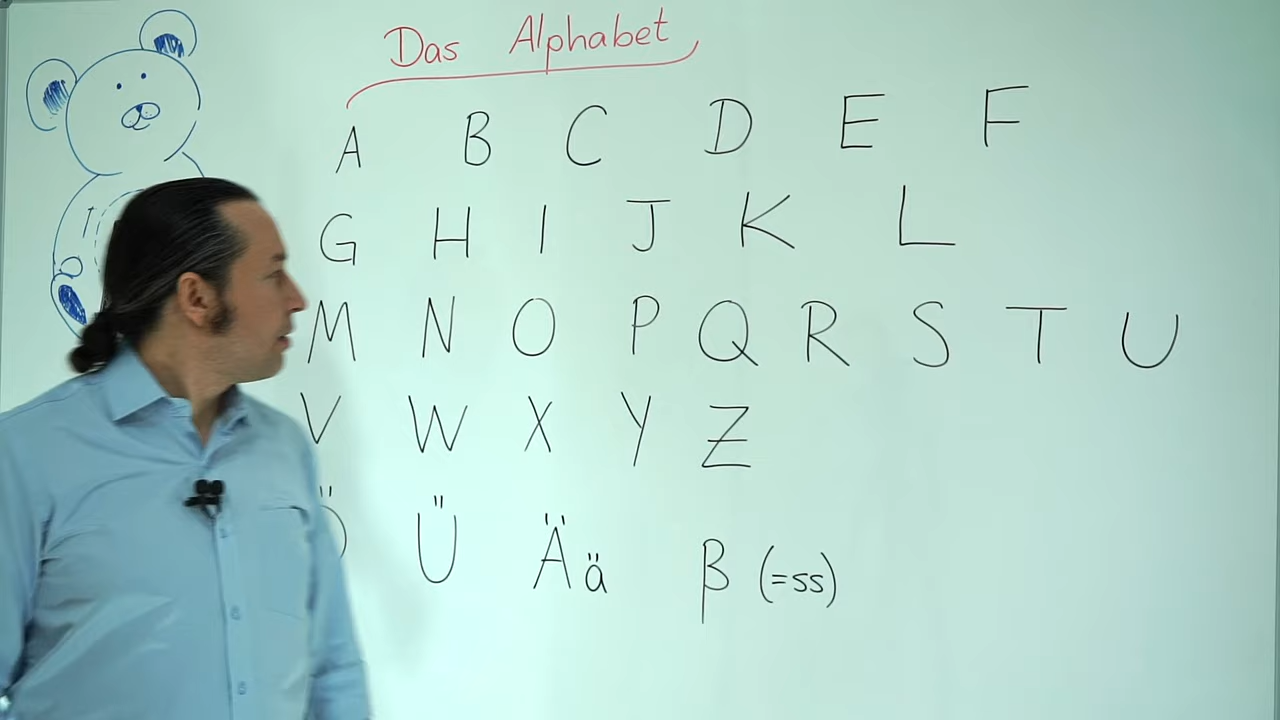 Das Alphabet
A B C D E F
G H I J K L
M N O P Q R S T U
V W X Y Z
Ö Ü Ä ä ß (=ss)